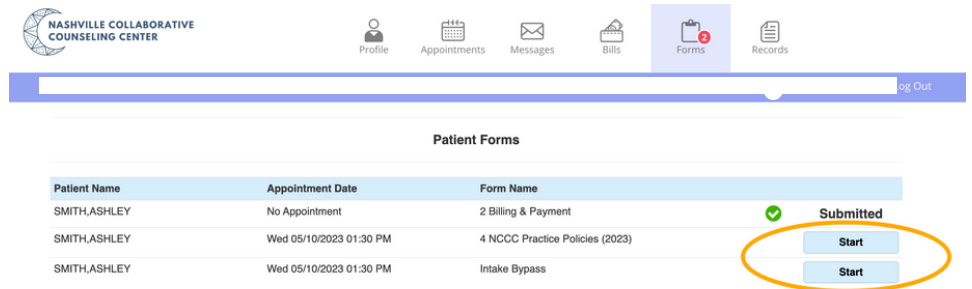 NASHVILLE COLLABORATIVE
COUNSELING CENTER
Profile
Appointments
Messages
Bills
2
Forms
Records
og Out
Patient Forms
Patient Name Appointment Date Form Name
SMITH,ASHLEY No Appointment 2 Billing & Payment Submitted
SMITH,ASHLEY Wed 05/10/2023 01:30 PM 4 NCCC Practice Policies (2023) Start
SMITH,ASHLEY Wed 05/10/2023 01:30 PM Intake Bypass Start